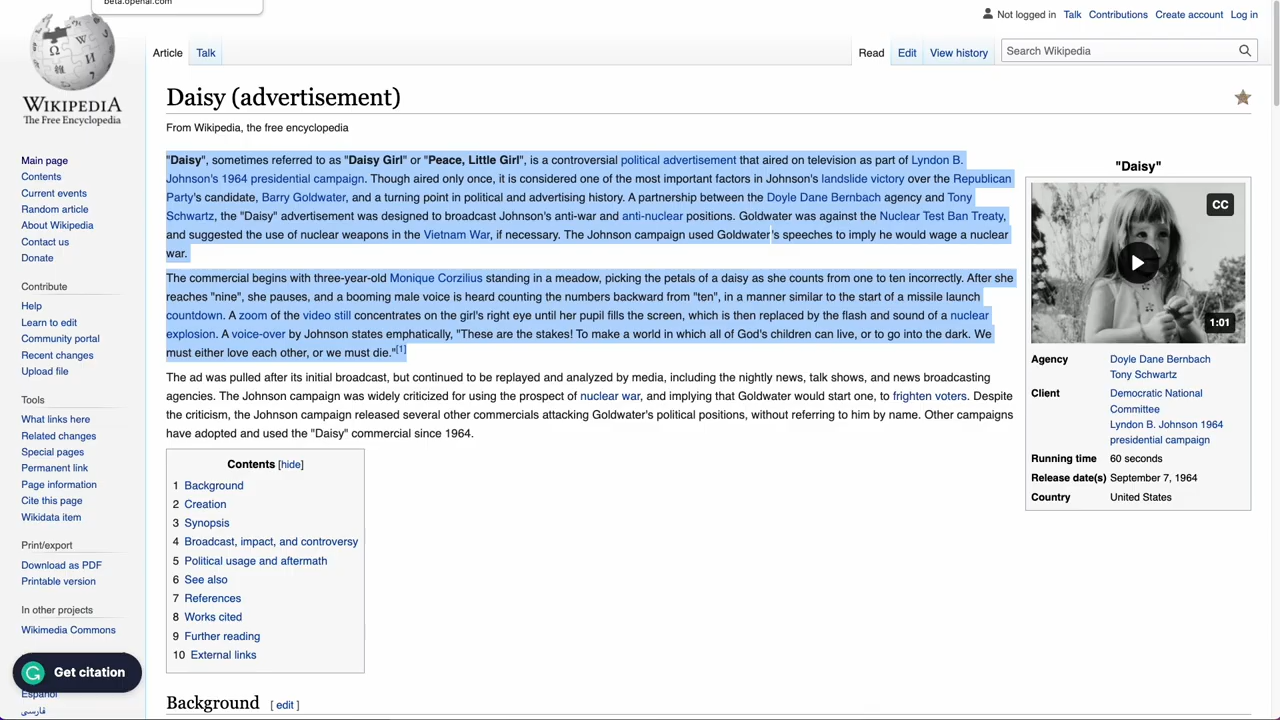 beta.openai.com
Not logged in Talk Contributions Create account Log in
Article Talk Read Edit View history Search Wikipedia
WIKIPEDIA
The Free Encyclopedia
Main page
Contents
Current events
Random article
About Wikipedia
Contact us
Donate
Contribute
Help
Learn to edit
Community portal
Recent changes
Upload file
Tools
What links here
Related changes
Special pages
Permanent link
Page information
Cite this page
Wikidata item
Print/export
Download as PDF
Printable version
In other projects
Wikimedia Commons
Get citation
Español
فارسی
Daisy (advertisement)
From Wikipedia, the free encyclopedia
"Daisy", sometimes referred to as "Daisy Girl" or "Peace, Little Girl", is a controversial political advertisement that aired on television as part of Lyndon B.
Johnson's 1964 presidential campaign. Though aired only once, it is considered one of the most important factors in Johnson's landslide victory over the Republican
Party's candidate, Barry Goldwater, and a turning point in political and advertising history. A partnership between the Doyle Dane Bernbach agency and Tony
Schwartz, the "Daisy" advertisement was designed to broadcast Johnson's anti-war and anti-nuclear positions. Goldwater was against the Nuclear Test Ban Treaty,
and suggested the use of nuclear weapons in the Vietnam War, if necessary. The Johnson campaign used Goldwater's speeches to imply he would wage a nuclear
war.
The commercial begins with three-year-old Monique Corzilius standing in a meadow, picking the petals of a daisy as she counts from one to ten incorrectly. After she
reaches "nine", she pauses, and a booming male voice is heard counting the numbers backward from "ten", in a manner similar to the start of a missile launch
countdown. A zoom of the video still concentrates on the girl's right eye until her pupil fills the screen, which is then replaced by the flash and sound of a nuclear
explosion. A voice-over by Johnson states emphatically, "These are the stakes! To make a world in which all of God's children can live, or to go into the dark. We
must either love each other, or we must die."[1]
The ad was pulled after its initial broadcast, but continued to be replayed and analyzed by media, including the nightly news, talk shows, and news broadcasting
agencies. The Johnson campaign was widely criticized for using the prospect of nuclear war, and implying that Goldwater would start one, to frighten voters. Despite
the criticism, the Johnson campaign released several other commercials attacking Goldwater's political positions, without referring to him by name. Other campaigns
have adopted and used the "Daisy" commercial since 1964.
Contents [hide]
1 Background
2 Creation
3 Synopsis
4 Broadcast, impact, and controversy
5 Political usage and aftermath
6 See also
7 References
8 Works cited
9 Further reading
10 External links
Background [ edit ]
"Daisy"
CC
1:01
Agency Doyle Dane Bernbach
Tony Schwartz
Client Democratic National
Committee
Lyndon B. Johnson 1964
presidential campaign
Running time 60 seconds
Release date(s) September 7, 1964
Country United States